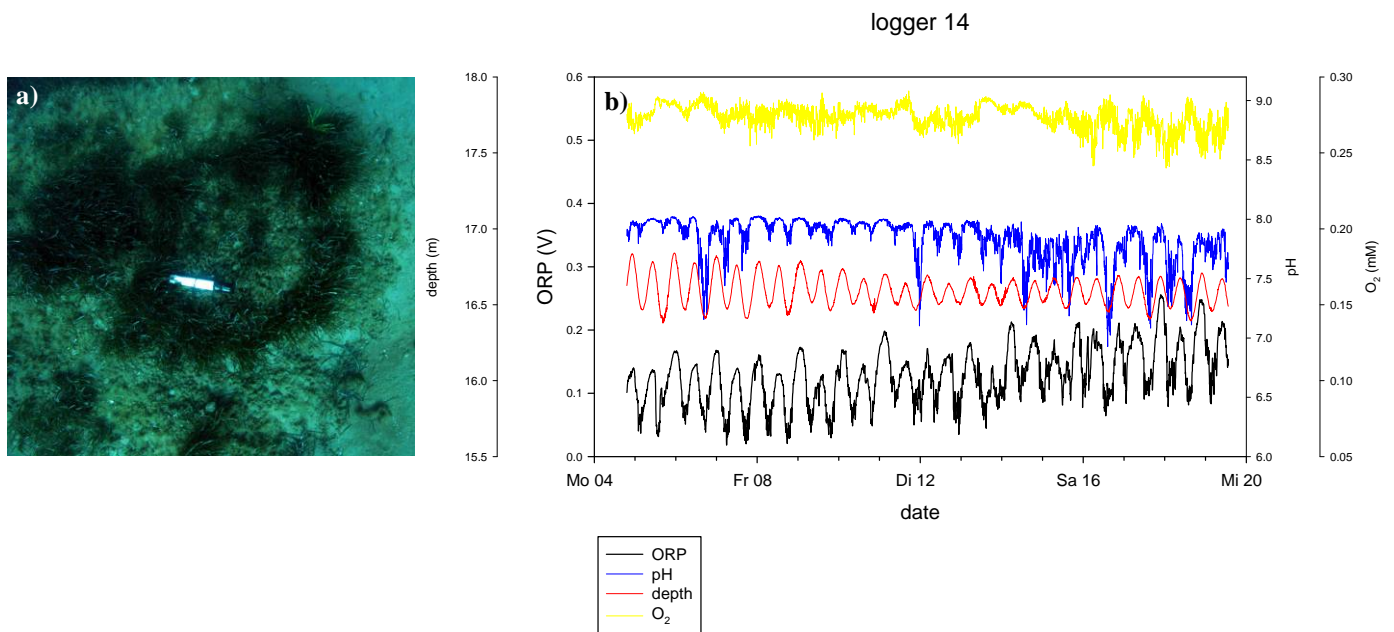 logger 14
a)
b)
18.0
17.5
17.0
16.5
16.0
15.5
depth (m)
0.6
0.5
0.4
0.3
0.2
0.1
0.0
ORP (V)
9.0
8.5
8.0
7.5
7.0
6.5
6.0
pH
0.30
0.25
0.20
0.15
0.10
0.05
O₂ (mM)
Mo 04 Fr 08 Di 12 Sa 16 Mi 20
date
ORP
pH
depth
O₂